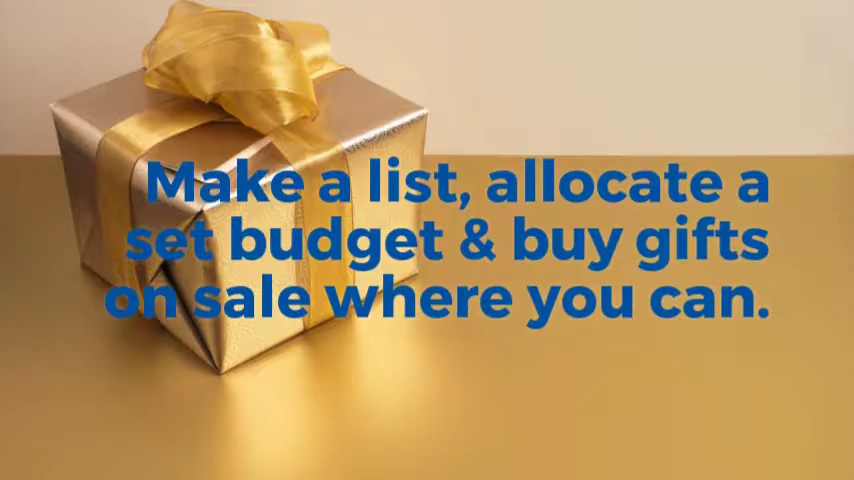 Make a list, allocate a
set budget & buy gifts
on sale where you can.